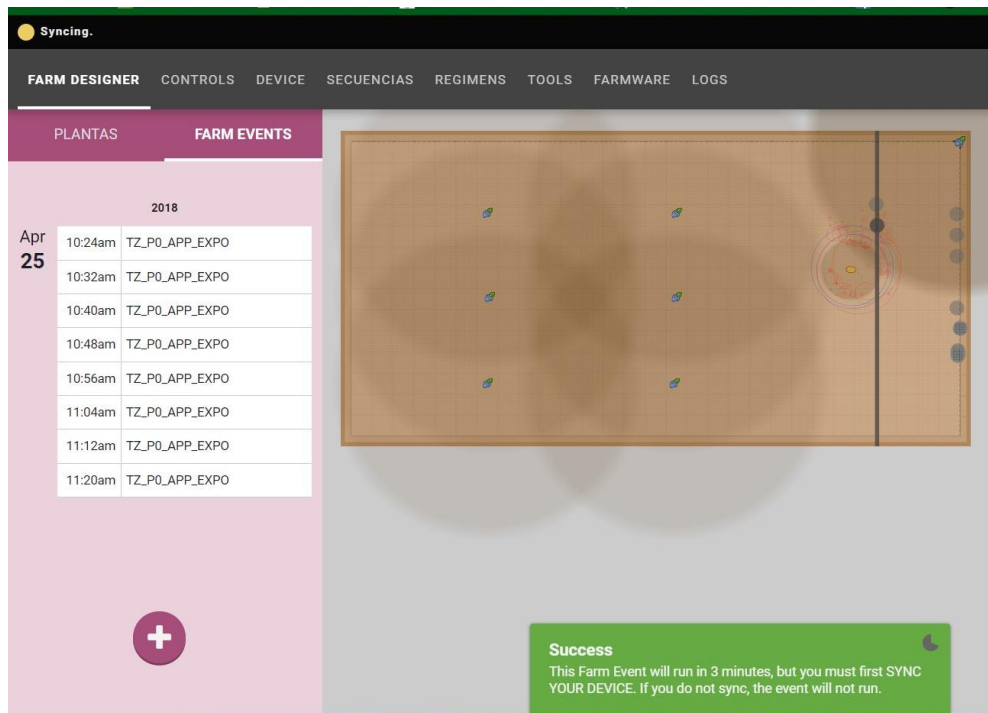 Syncing.
FARM DESIGNER CONTROLS DEVICE SECUENCIAS REGIMENS TOOLS FARMWARE LOGS
PLANTAS FARM EVENTS
2018
Apr
25
10:24am TZ_P0_APP_EXPO
10:32am TZ_P0_APP_EXPO
10:40am TZ_P0_APP_EXPO
10:48am TZ_P0_APP_EXPO
10:56am TZ_P0_APP_EXPO
11:04am TZ_P0_APP_EXPO
11:12am TZ_P0_APP_EXPO
11:20am TZ_P0_APP_EXPO
Success
This Farm Event will run in 3 minutes, but you must first SYNC
YOUR DEVICE. If you do not sync, the event will not run.